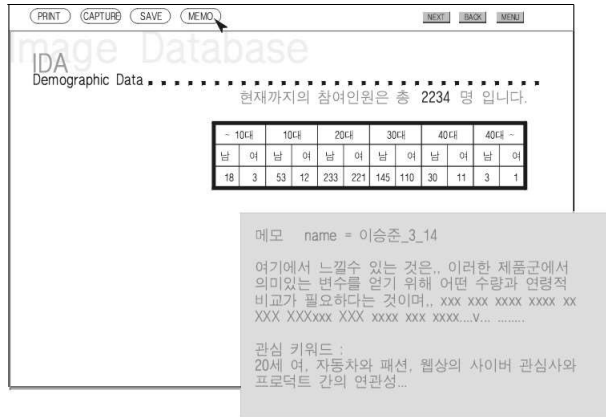 PRINT CAPTURE SAVE MEMO NEXT BACK MENU
Image Database
IDA
Demographic Data
현재까지의 참여인원은 총 2234 명 입니다.
~ 10대 10대 20대 30대 40대 40대 ~
남 여 남 여 남 여 남 여 남 여 남 여
18 3 53 12 233 221 145 110 30 11 3 1
메모 name = 이승준_3_14
여기에서 느낄수 있는 것은,, 이러한 제품군에서
의미있는 변수를 얻기 위해 어떤 수량과 연령적
비교가 필요하다는 것이며,, xxx xxx xxxx xxxx xx
XXX XXXxxx XXX xxxx xxx xxxx....v... ........
관심 키워드 :
20세 여, 자동차와 패션, 웹상의 사이버 관심사와
프로덕트 간의 연관성...